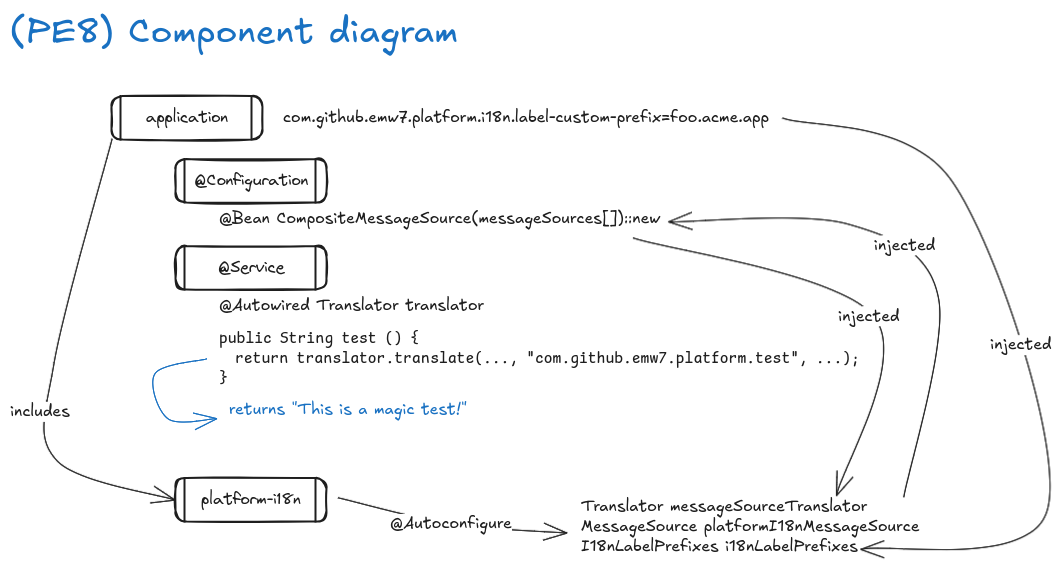 (PE8) Component diagram
application
com.github.emw7.platform.i18n.label-custom-prefix=foo.acme.app
@Configuration
@Bean CompositeMessageSource(messageSources[])::new
injected
@Service
@Autowired Translator translator
injected
public String test () {
return translator.translate(..., "com.github.emw7.platform.test", ...);
}
injected
includes
returns "This is a magic test!"
platform-i18n
@Autoconfigure
Translator messageSourceTranslator
MessageSource platformI18nMessageSource
I18nLabelPrefixes i18nLabelPrefixes